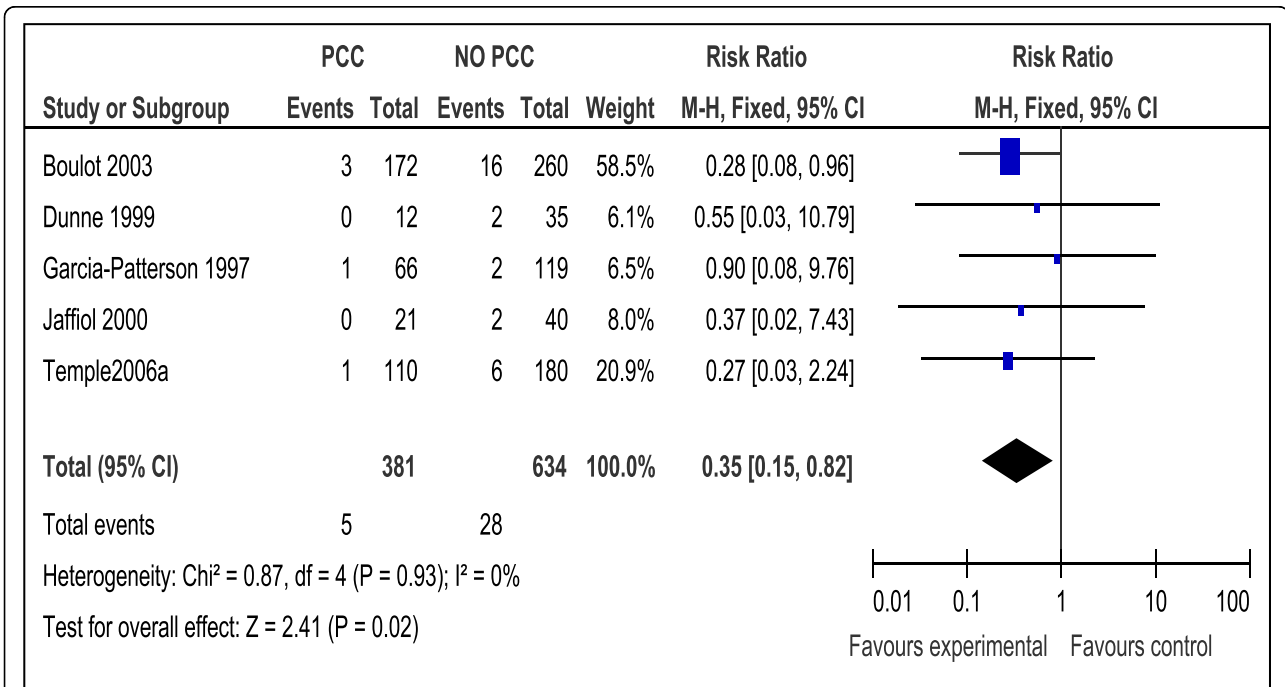 PCC NO PCC Risk Ratio Risk Ratio
Study or Subgroup Events Total Events Total Weight M-H, Fixed, 95% CI M-H, Fixed, 95% CI
Boulot 2003 3 172 16 260 58.5% 0.28 [0.08, 0.96]
Dunne 1999 0 12 2 35 6.1% 0.55 [0.03, 10.79]
Garcia-Patterson 1997 1 66 2 119 6.5% 0.90 [0.08, 9.76]
Jaffiol 2000 0 21 2 40 8.0% 0.37 [0.02, 7.43]
Temple2006a 1 110 6 180 20.9% 0.27 [0.03, 2.24]
Total (95% CI) 381 634 100.0% 0.35 [0.15, 0.82]
Total events 5 28
Heterogeneity: Chi² = 0.87, df = 4 (P = 0.93); I² = 0%
Test for overall effect: Z = 2.41 (P = 0.02)
0.01 0.1 1 10 100
Favours experimental Favours control